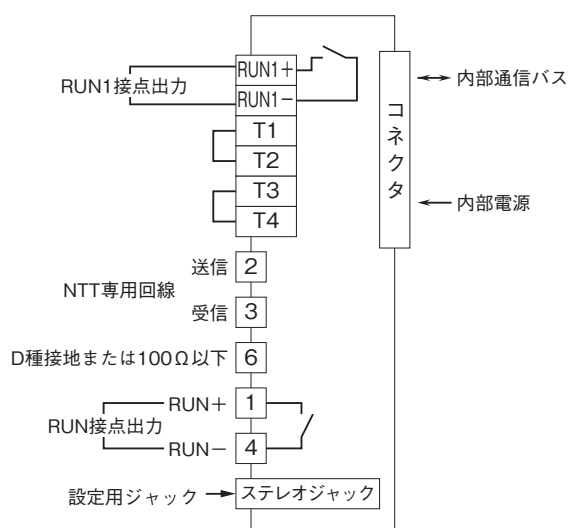 RUN1接点出力
RUN1+
RUN1−
T1
T2
T3
T4
コネクタ
内部通信バス
内部電源
NTT専用回線
送信
2
受信
3
D種接地または100Ω以下
6
RUN接点出力
RUN+
1
RUN−
4
設定用ジャック
ステレオジャック